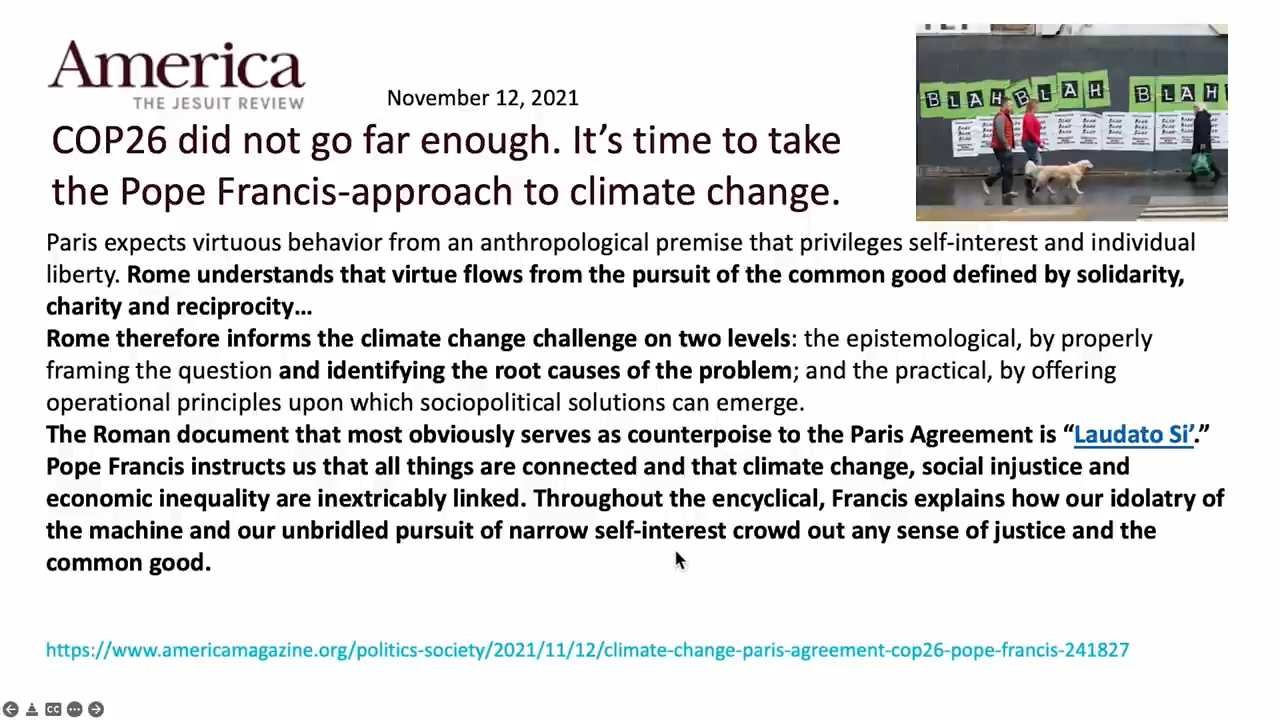 America
THE JESUIT REVIEW
November 12, 2021
COP26 did not go far enough. It’s time to take
the Pope Francis-approach to climate change.
BLAH BLAH BLAH
Paris expects virtuous behavior from an anthropological premise that privileges self-interest and individual
liberty. Rome understands that virtue flows from the pursuit of the common good defined by solidarity,
charity and reciprocity…
Rome therefore informs the climate change challenge on two levels: the epistemological, by properly
framing the question and identifying the root causes of the problem; and the practical, by offering
operational principles upon which sociopolitical solutions can emerge.
The Roman document that most obviously serves as counterpoise to the Paris Agreement is “Laudato Si’.”
Pope Francis instructs us that all things are connected and that climate change, social injustice and
economic inequality are inextricably linked. Throughout the encyclical, Francis explains how our idolatry of
the machine and our unbridled pursuit of narrow self-interest crowd out any sense of justice and the
common good.
https://www.americamagazine.org/politics-society/2021/11/12/climate-change-paris-agreement-cop26-pope-francis-241827
CC